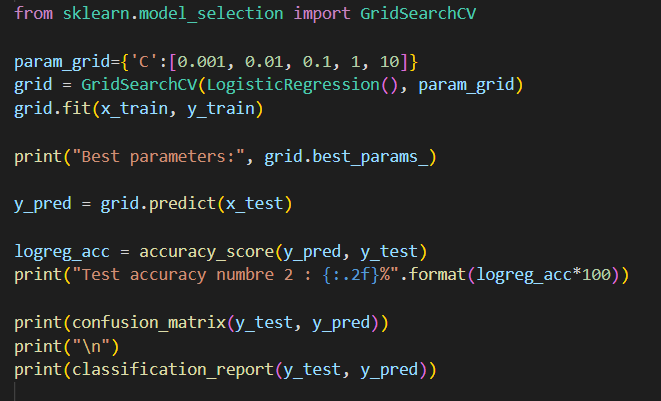 from sklearn.model_selection import GridSearchCV
param_grid={'C':[0.001, 0.01, 0.1, 1, 10]}
grid = GridSearchCV(LogisticRegression(), param_grid)
grid.fit(x_train, y_train)
print("Best parameters:", grid.best_params_)
y_pred = grid.predict(x_test)
logreg_acc = accuracy_score(y_pred, y_test)
print("Test accuracy numbre 2 : {:.2f}%".format(logreg_acc*100))
print(confusion_matrix(y_test, y_pred))
print("\n")
print(classification_report(y_test, y_pred))